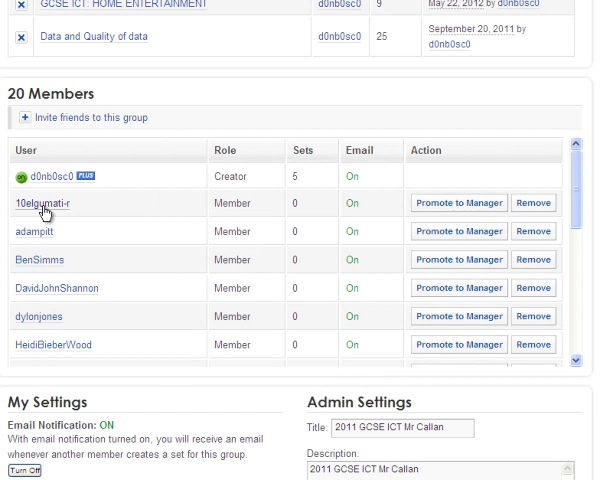 GCSE ICT: HOME ENTERTAINMENT d0nb0sc0 9 May 22, 2012 by d0nb0sc0
Data and Quality of data d0nb0sc0 25 September 20, 2011 by
d0nb0sc0
20 Members
+ Invite friends to this group
User Role Sets Email Action
on d0nb0sc0 PLUS Creator 5 On
10elgumati-r Member 0 On Promote to Manager Remove
adampitt Member 0 On Promote to Manager Remove
BenSimms Member 0 On Promote to Manager Remove
DavidJohnShannon Member 0 On Promote to Manager Remove
dylonjones Member 0 On Promote to Manager Remove
HeidiBieberWood Member 0 On Promote to Manager Remove
My Settings
Email Notification: ON
With email notification turned on, you will receive an email
whenever another member creates a set for this group.
Turn Off
Admin Settings
Title: 2011 GCSE ICT Mr Callan
Description:
2011 GCSE ICT Mr Callan